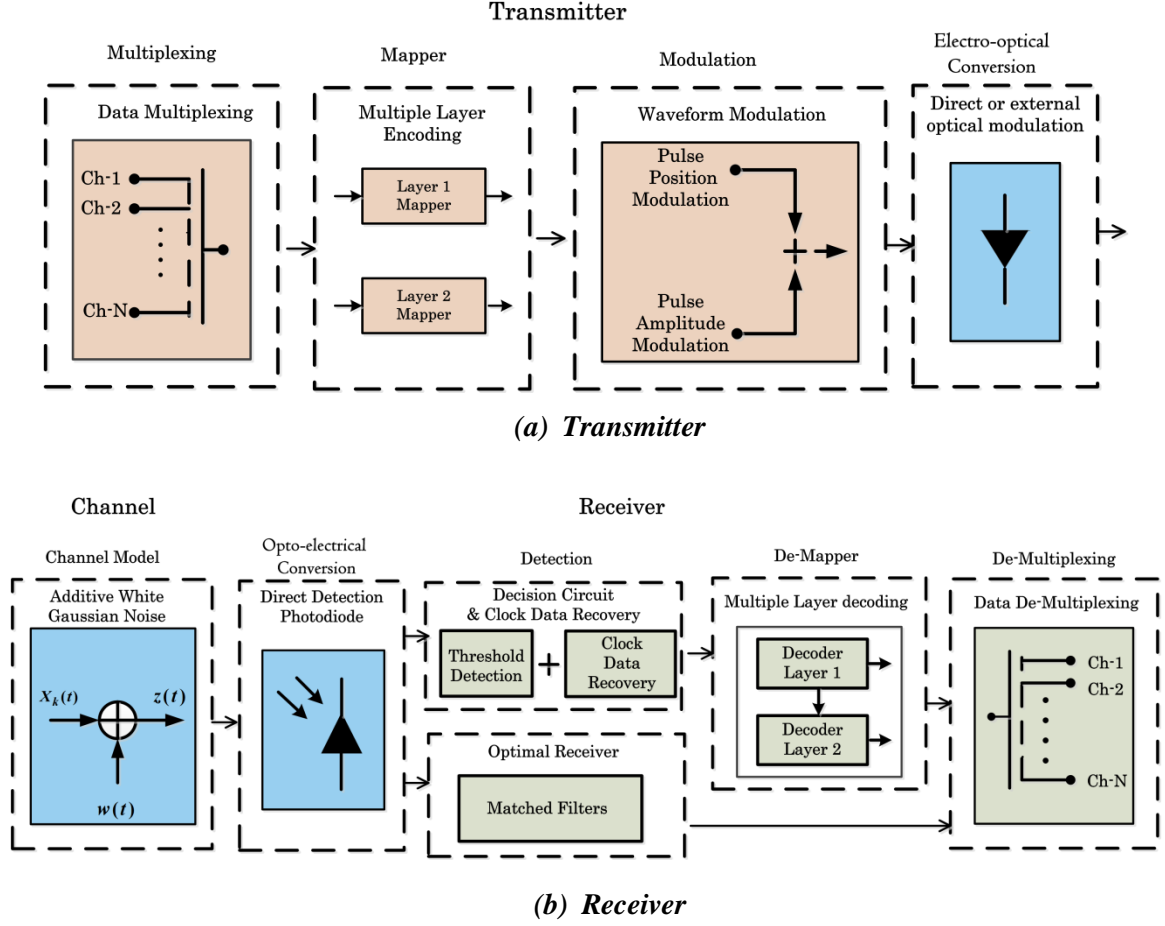 Transmitter
Multiplexing
Data Multiplexing
Ch-1
Ch-2
Ch-N
Mapper
Multiple Layer
Encoding
Layer 1
Mapper
Layer 2
Mapper
Modulation
Waveform Modulation
Pulse
Position
Modulation
Pulse
Amplitude
Modulation
Electro-optical
Conversion
Direct or external
optical modulation
(a) Transmitter
Channel
Channel Model
Additive White
Gaussian Noise
X_k(t)
z(t)
w(t)
Receiver
Opto-electrical
Conversion
Direct Detection
Photodiode
Detection
Decision Circuit
& Clock Data Recovery
Threshold
Detection
+
Clock
Data
Recovery
Optimal Receiver
Matched Filters
De-Mapper
Multiple Layer decoding
Decoder
Layer 1
Decoder
Layer 2
De-Multiplexing
Data De-Multiplexing
Ch-1
Ch-2
Ch-N
(b) Receiver